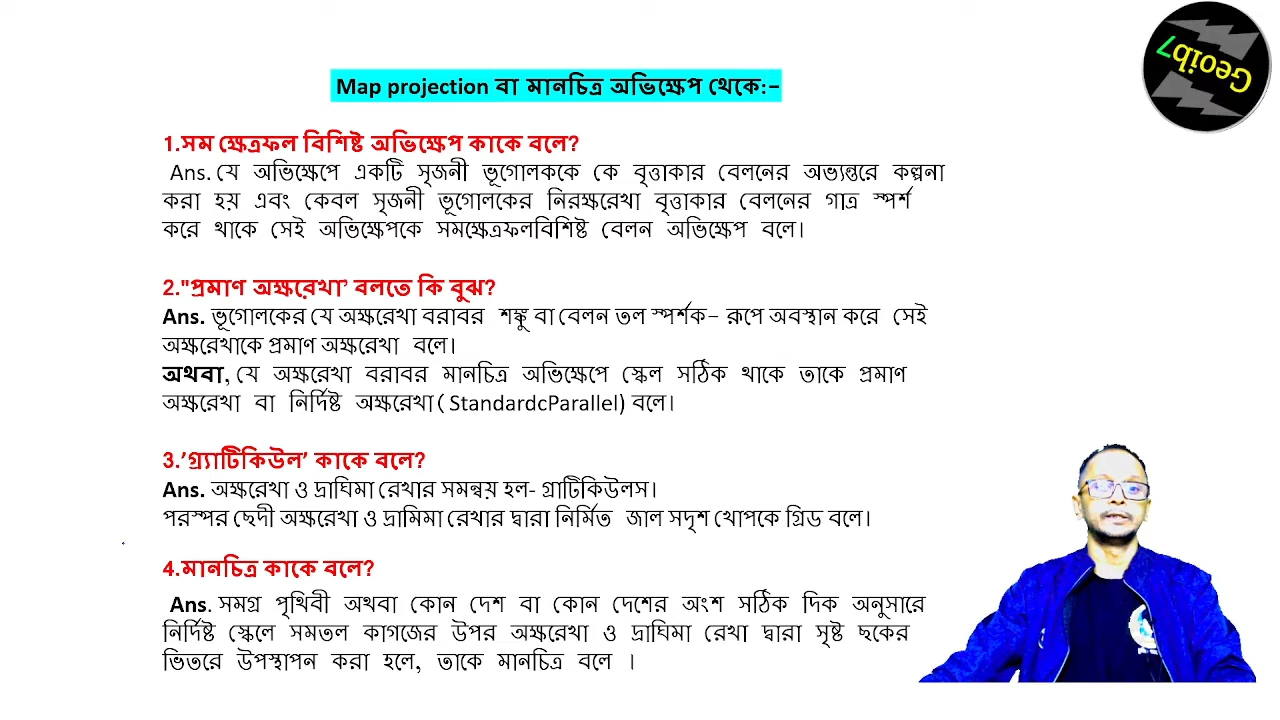 Geoib7
Map projection বা মানচিত্র অভিক্ষেপ থেকে:-
1.সম ক্ষেত্রফল বিশিষ্ট অভিক্ষেপ কাকে বলে?
Ans. যে অভিক্ষেপে একটি সৃজনী ভূগোলককে কে বৃত্তাকার বেলনের অভ্যন্তরে কল্পনা
করা হয় এবং কেবল সৃজনী ভূগোলকের নিরক্ষরেখা বৃত্তাকার বেলনের গাত্র স্পর্শ
করে থাকে সেই অভিক্ষেপকে সমক্ষেত্রফলবিশিষ্ট বেলন অভিক্ষেপ বলে।
2."প্রমাণ অক্ষরেখা’ বলতে কি বুঝ?
Ans. ভূগোলকের যে অক্ষরেখা বরাবর শঙ্কু বা বেলন তল স্পর্শক- রূপে অবস্থান করে সেই
অক্ষরেখাকে প্রমাণ অক্ষরেখা বলে।
অথবা, যে অক্ষরেখা বরাবর মানচিত্র অভিক্ষেপে স্কেল সঠিক থাকে তাকে প্রমাণ
অক্ষরেখা বা নির্দিষ্ট অক্ষরেখা ( StandardcParallel) বলে।
3.’গ্র্যাটিকিউল’ কাকে বলে?
Ans. অক্ষরেখা ও দ্রাঘিমা রেখার সমন্বয় হল- গ্রাটিকিউলস।
পরস্পর ছেদী অক্ষরেখা ও দ্রামিমা রেখার দ্বারা নির্মিত জাল সদৃশ খোপকে গ্রিড বলে।
4.মানচিত্র কাকে বলে?
Ans. সমগ্র পৃথিবী অথবা কোন দেশ বা কোন দেশের অংশ সঠিক দিক অনুসারে
নির্দিষ্ট স্কেলে সমতল কাগজের উপর অক্ষরেখা ও দ্রাঘিমা রেখা দ্বারা সৃষ্ট ছকের
ভিতরে উপস্থাপন করা হলে, তাকে মানচিত্র বলে ।